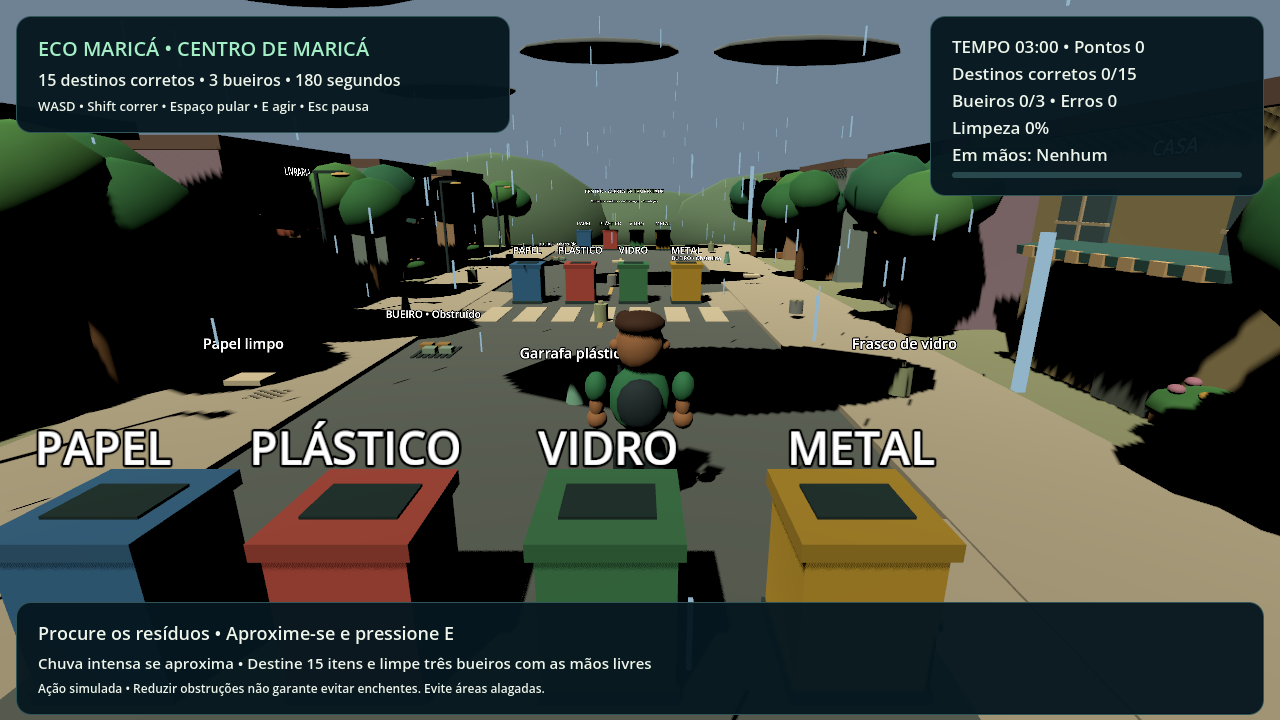 ECO MARICÁ • CENTRO DE MARICÁ
15 destinos corretos • 3 bueiros • 180 segundos
WASD • Shift correr • Espaço pular • E agir • Esc pausa
TEMPO 03:00 • Pontos 0
Destinos corretos 0/15
Bueiros 0/3 • Erros 0
Limpeza 0%
Em mãos: Nenhum
CASA
PAPEL PLÁSTICO VIDRO METAL
BUEIRO • Obstruído
Papel limpo
Garrafa plástic
Frasco de vidro
PAPEL PLÁSTICO VIDRO METAL
Procure os resíduos • Aproxime-se e pressione E
Chuva intensa se aproxima • Destine 15 itens e limpe três bueiros com as mãos livres
Ação simulada • Reduzir obstruções não garante evitar enchentes. Evite áreas alagadas.